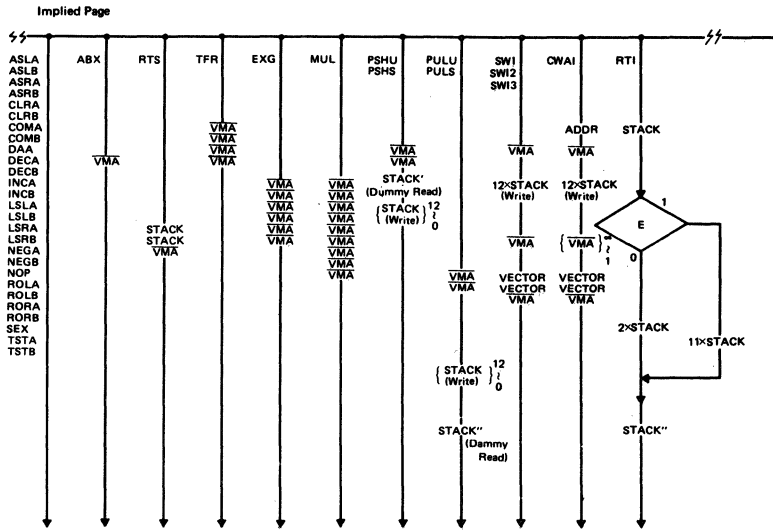 Implied Page
ASLA
ASLB
ASRA
ASRB
CLRA
CLRB
COMA
COMB
DAA
DECA
DECB
INCA
INCB
LSLA
LSLB
LSRA
LSRB
NEGA
NEGB
NOP
ROLA
ROLB
RORA
RORB
SEX
TSTA
TSTB
ABX
VMA
RTS
STACK
STACK
VMA
TFR
VMA
VMA
VMA
VMA
EXG
VMA
VMA
VMA
VMA
VMA
VMA
MUL
VMA
VMA
VMA
VMA
VMA
VMA
VMA
VMA
VMA
PSHU
PSHS
VMA
VMA
STACK'
(Dummy Read)
{ STACK (Write) } 12 ~ 0
PULU
PULS
VMA
VMA
{ STACK (Write) } 12 ~ 0
STACK''
(Dammy
Read)
SWI
SWI2
SWI3
VMA
12×STACK
(Write)
VMA
VECTOR
VECTOR
VMA
CWAI
ADDR
VMA
12×STACK
(Write)
{ VMA } ∞ ~ 1
VECTOR
VECTOR
VMA
RTI
STACK
E
1
0
2×STACK
11×STACK
STACK''